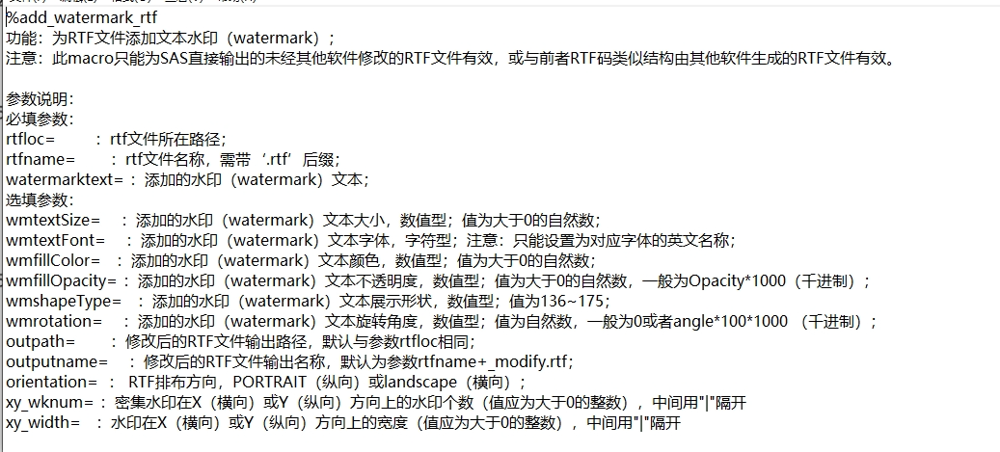 %add_watermark_rtf
功能：为RTF文件添加文本水印（watermark）;
注意：此macro只能为SAS直接输出的未经其他软件修改的RTF文件有效，或与前者RTF码类似结构由其他软件生成的RTF文件有效。
参数说明：
必填参数：
rtfloc= ：rtf文件所在路径；
rtfname= ：rtf文件名称，需带‘.rtf’后缀；
watermarktext= ：添加的水印（watermark）文本；
选填参数：
wmtextSize= ：添加的水印（watermark）文本大小，数值型；值为大于0的自然数；
wmtextFont= ：添加的水印（watermark）文本字体，字符型；注意：只能设置为对应字体的英文名称；
wmfillColor= ：添加的水印（watermark）文本颜色，数值型；值为大于0的自然数；
wmfillOpacity= ：添加的水印（watermark）文本不透明度，数值型；值为大于0的自然数，一般为Opacity*1000（千进制）；
wmshapeType= ：添加的水印（watermark）文本展示形状，数值型；值为136~175；
wmrotation= ：添加的水印（watermark）文本旋转角度，数值型；值为自然数，一般为0或者angle*100*1000 （千进制）；
outpath= ：修改后的RTF文件输出路径，默认与参数rtfloc相同；
outputname= ：修改后的RTF文件输出名称，默认为参数rtfname+_modify.rtf；
orientation= ： RTF排布方向，PORTRAIT（纵向）或landscape（横向）；
xy_wknum= ：密集水印在X（横向）或Y（纵向）方向上的水印个数（值应为大于0的整数），中间用"|"隔开
xy_width= ：水印在X（横向）或Y（纵向）方向上的宽度（值应为大于0的整数），中间用"|"隔开